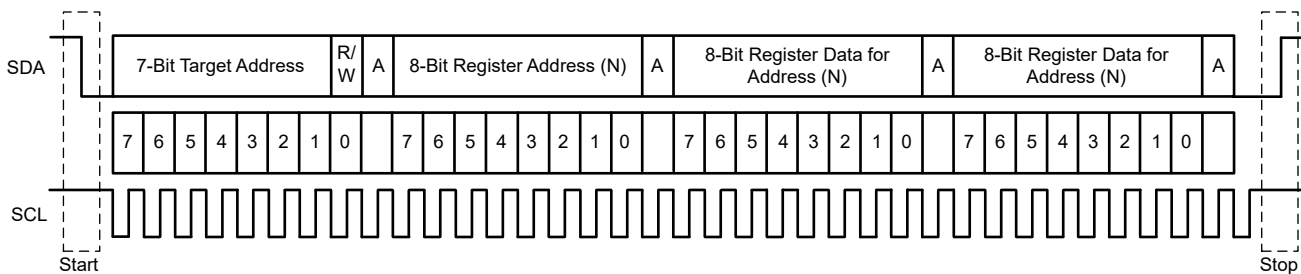 SDA
7-Bit Target Address
R/
W
A
8-Bit Register Address (N)
A
8-Bit Register Data for
Address (N)
A
8-Bit Register Data for
Address (N)
A
7 6 5 4 3 2 1 0 7 6 5 4 3 2 1 0 7 6 5 4 3 2 1 0 7 6 5 4 3 2 1 0
SCL
Start
Stop